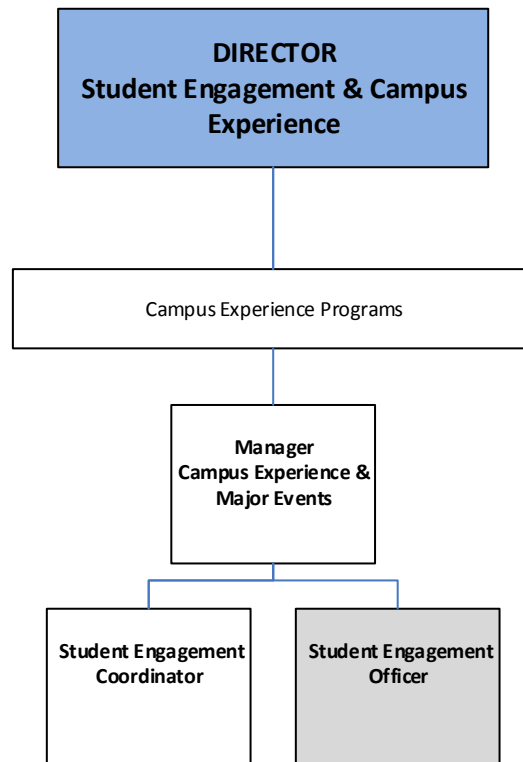 DIRECTOR
Student Engagement & Campus
Experience
Campus Experience Programs
Manager
Campus Experience &
Major Events
Student Engagement
Coordinator
Student Engagement
Officer